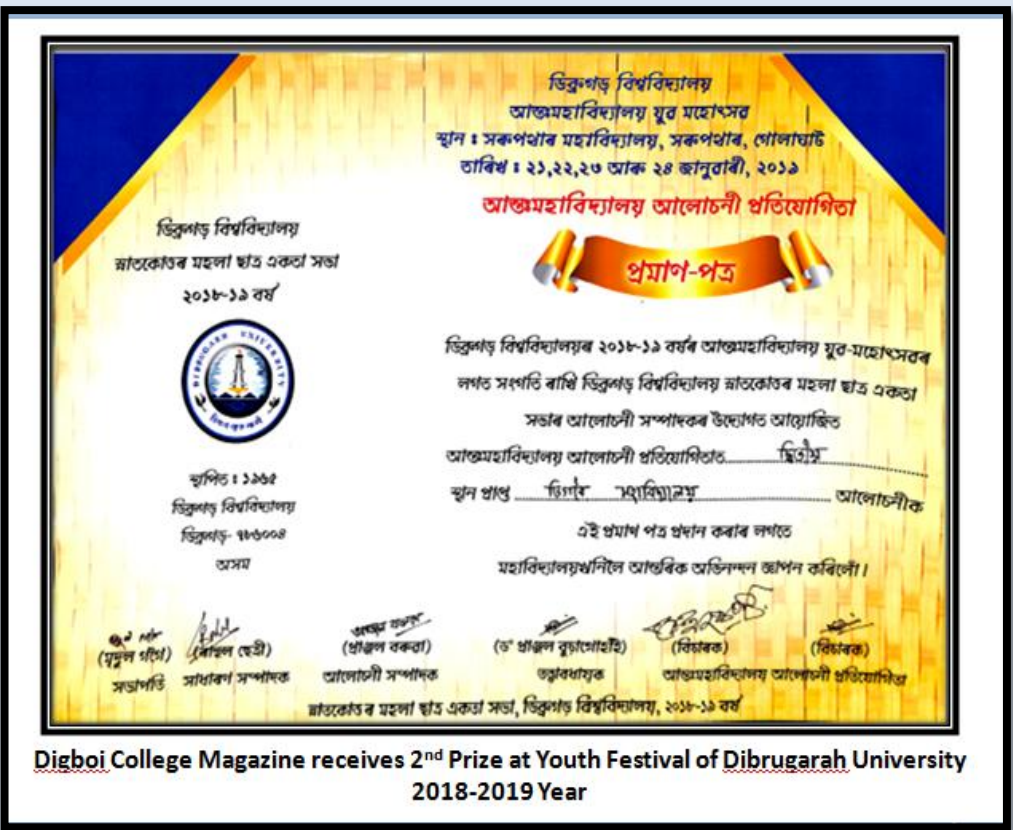 ডিব্ৰুগড় বিশ্ববিদ্যালয়
আন্তঃমহাবিদ্যালয় যুৱ মহোৎসৱ
স্থান : সৰুপথাৰ মহাবিদ্যালয়, সৰুপথাৰ, গোলাঘাট
তাৰিখ : ২১,২২,২৩ আৰু ২৪ জানুৱাৰী, ২০১৯
আন্তঃমহাবিদ্যালয় আলোচনী প্ৰতিযোগিতা
প্ৰমাণ-পত্ৰ
ডিব্ৰুগড় বিশ্ববিদ্যালয়
স্নাতকোত্তৰ মহলা ছাত্ৰ একতা সভা
২০১৮-১৯ বৰ্ষ
DIBRUGARH UNIVERSITY
স্থাপিত : ১৯৬৫
ডিব্ৰুগড় বিশ্ববিদ্যালয়
ডিব্ৰুগড়- ৭৮৬০০৪
অসম
ডিব্ৰুগড় বিশ্ববিদ্যালয়ৰ ২০১৮-১৯ বৰ্ষৰ আন্তঃমহাবিদ্যালয় যুৱ-মহোৎসৱৰ
লগত সংগতি ৰাখি ডিব্ৰুগড় বিশ্ববিদ্যালয় স্নাতকোত্তৰ মহলা ছাত্ৰ একতা
সভাৰ আলোচনী সম্পাদকৰ উদ্যোগত আয়োজিত
আন্তঃমহাবিদ্যালয় আলোচনী প্ৰতিযোগিতাত দ্বিতীয়
স্থান প্ৰাপ্ত ডিগবৈ মহাবিদ্যালয় আলোচনীক
এই প্ৰমাণ পত্ৰ প্ৰদান কৰাৰ লগতে
মহাবিদ্যালয়খনিলৈ আন্তৰিক অভিনন্দন জ্ঞাপন কৰিলোঁ।
(মৃদুল গগৈ) (ৰাহুল ছেত্ৰী) (প্ৰাঞ্জল বৰুৱা) (ড° প্ৰাঞ্জল বুঢ়াগোহাঁই) (বিচাৰক) (বিচাৰক)
সভাপতি সাধাৰণ সম্পাদক আলোচনী সম্পাদক তত্ত্বাৱধায়ক আন্তঃমহাবিদ্যালয় আলোচনী প্ৰতিযোগিতা
স্নাতকোত্তৰ মহলা ছাত্ৰ একতা সভা, ডিব্ৰুগড় বিশ্ববিদ্যালয়, ২০১৮-১৯ বৰ্ষ
Digboi College Magazine receives 2nd Prize at Youth Festival of Dibrugarah University
2018-2019 Year